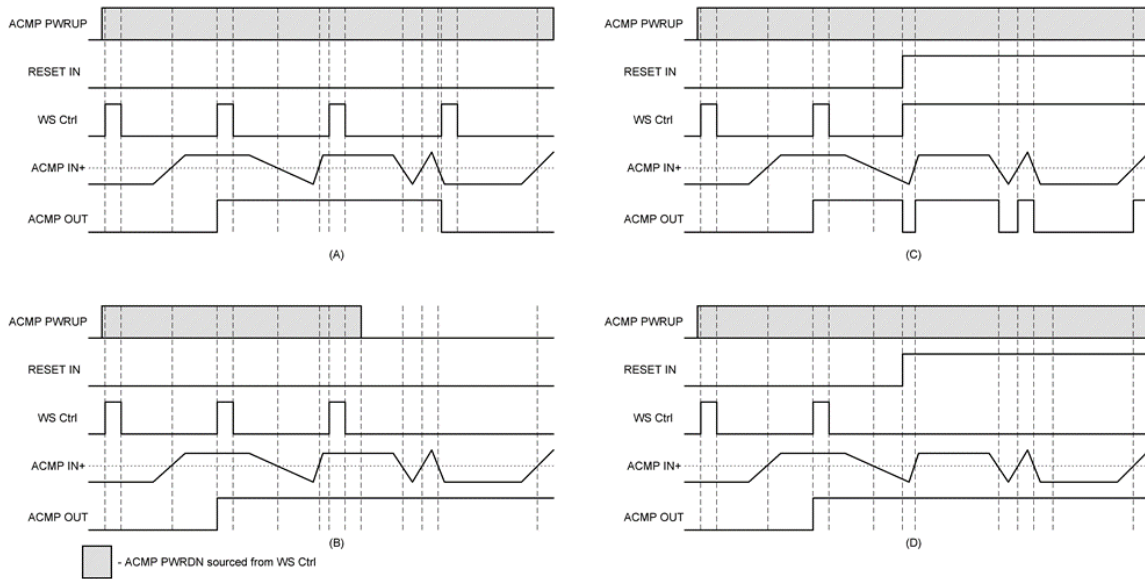 ACMP PWRUP
RESET IN
WS Ctrl
ACMP IN+
ACMP OUT
(A)
ACMP PWRUP
RESET IN
WS Ctrl
ACMP IN+
ACMP OUT
(C)
ACMP PWRUP
RESET IN
WS Ctrl
ACMP IN+
ACMP OUT
(B)
ACMP PWRUP
RESET IN
WS Ctrl
ACMP IN+
ACMP OUT
(D)
- ACMP PWRDN sourced from WS Ctrl